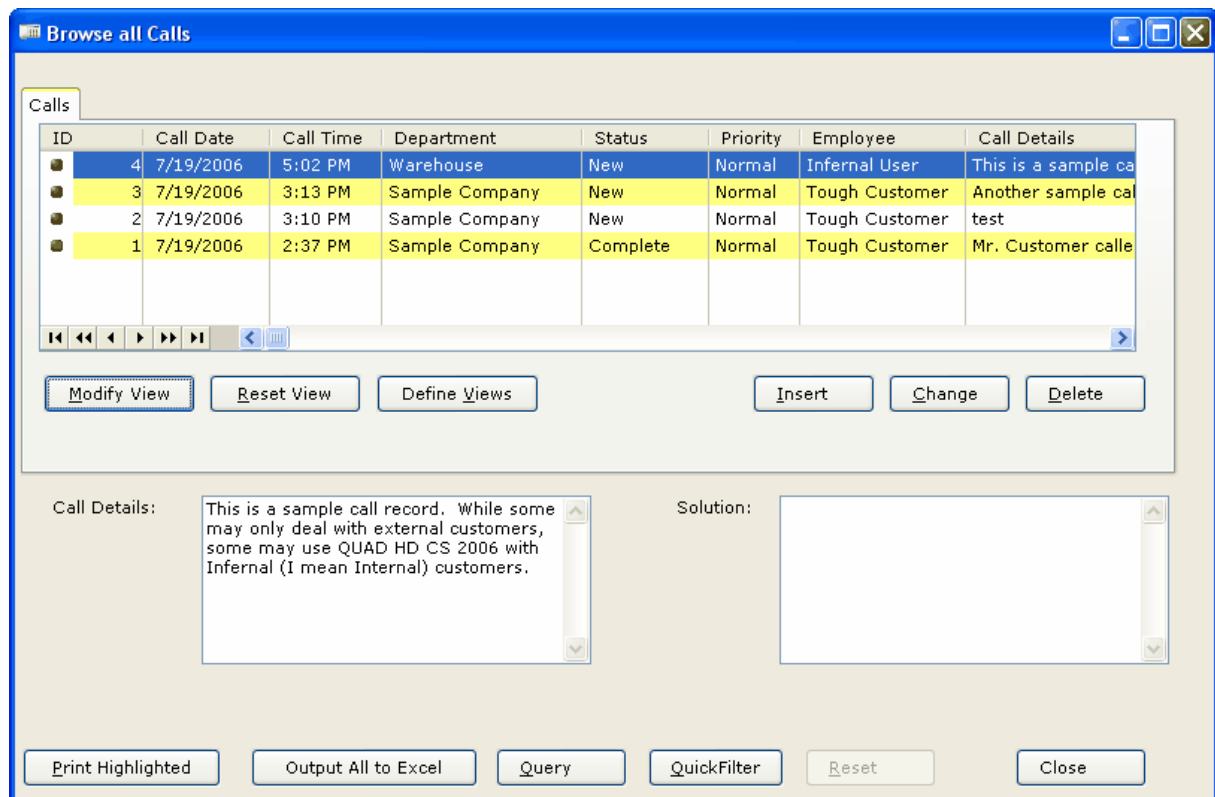 Browse all Calls
Calls
ID Call Date Call Time Department Status Priority Employee Call Details
4 7/19/2006 5:02 PM Warehouse New Normal Infernal User This is a sample ca
3 7/19/2006 3:13 PM Sample Company New Normal Tough Customer Another sample cal
2 7/19/2006 3:10 PM Sample Company New Normal Tough Customer test
1 7/19/2006 2:37 PM Sample Company Complete Normal Tough Customer Mr. Customer calle
Modify View Reset View Define Views Insert Change Delete
Call Details:
This is a sample call record. While some
may only deal with external customers,
some may use QUAD HD CS 2006 with
Infernal (I mean Internal) customers.
Solution:
Print Highlighted Output All to Excel Query QuickFilter Reset Close